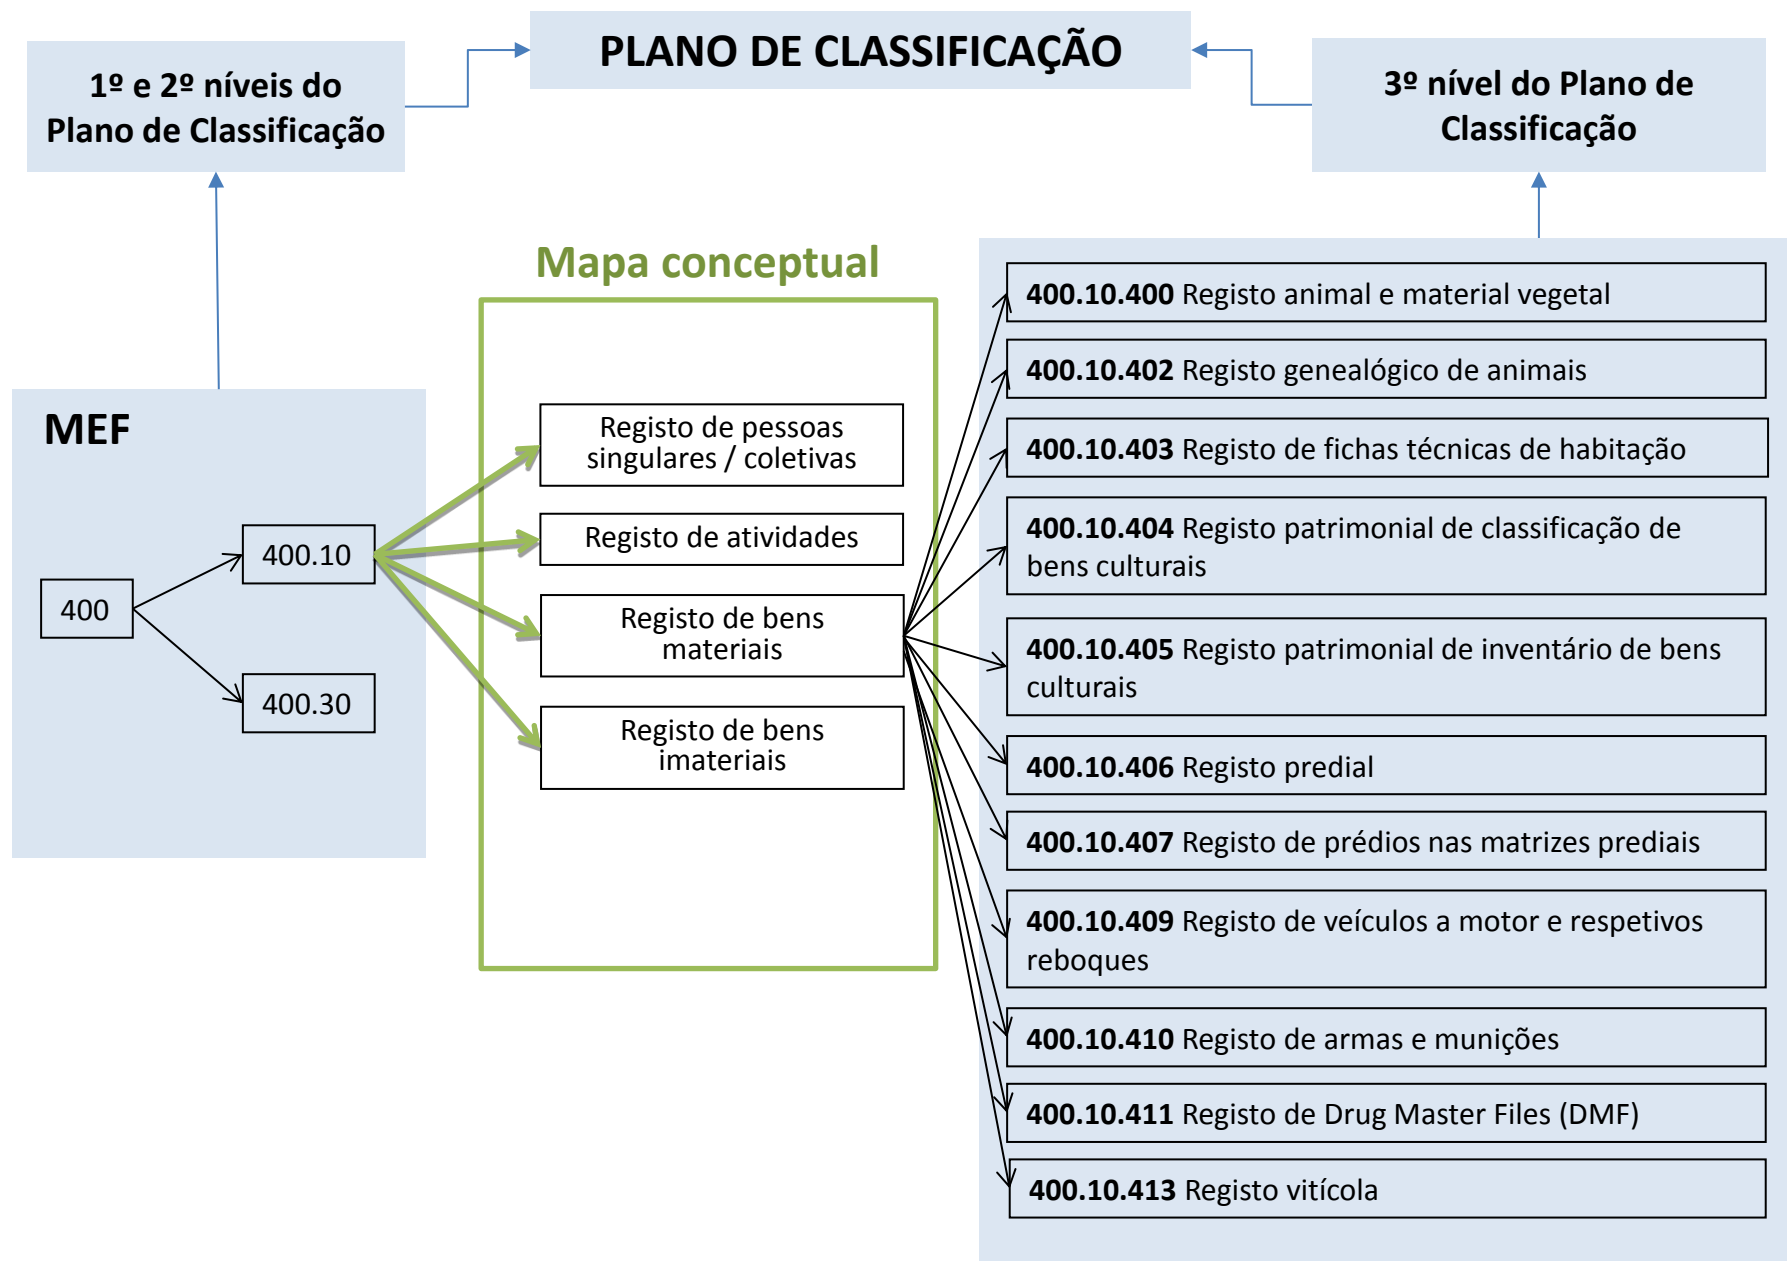 PLANO DE CLASSIFICAÇÃO
1º e 2º níveis do
Plano de Classificação
3º nível do Plano de
Classificação
Mapa conceptual
MEF
400
400.10
400.30
Registo de pessoas
singulares / coletivas
Registo de atividades
Registo de bens
materiais
Registo de bens
imateriais
400.10.400 Registo animal e material vegetal
400.10.402 Registo genealógico de animais
400.10.403 Registo de fichas técnicas de habitação
400.10.404 Registo patrimonial de classificação de
bens culturais
400.10.405 Registo patrimonial de inventário de bens
culturais
400.10.406 Registo predial
400.10.407 Registo de prédios nas matrizes prediais
400.10.409 Registo de veículos a motor e respetivos
reboques
400.10.410 Registo de armas e munições
400.10.411 Registo de Drug Master Files (DMF)
400.10.413 Registo vitícola